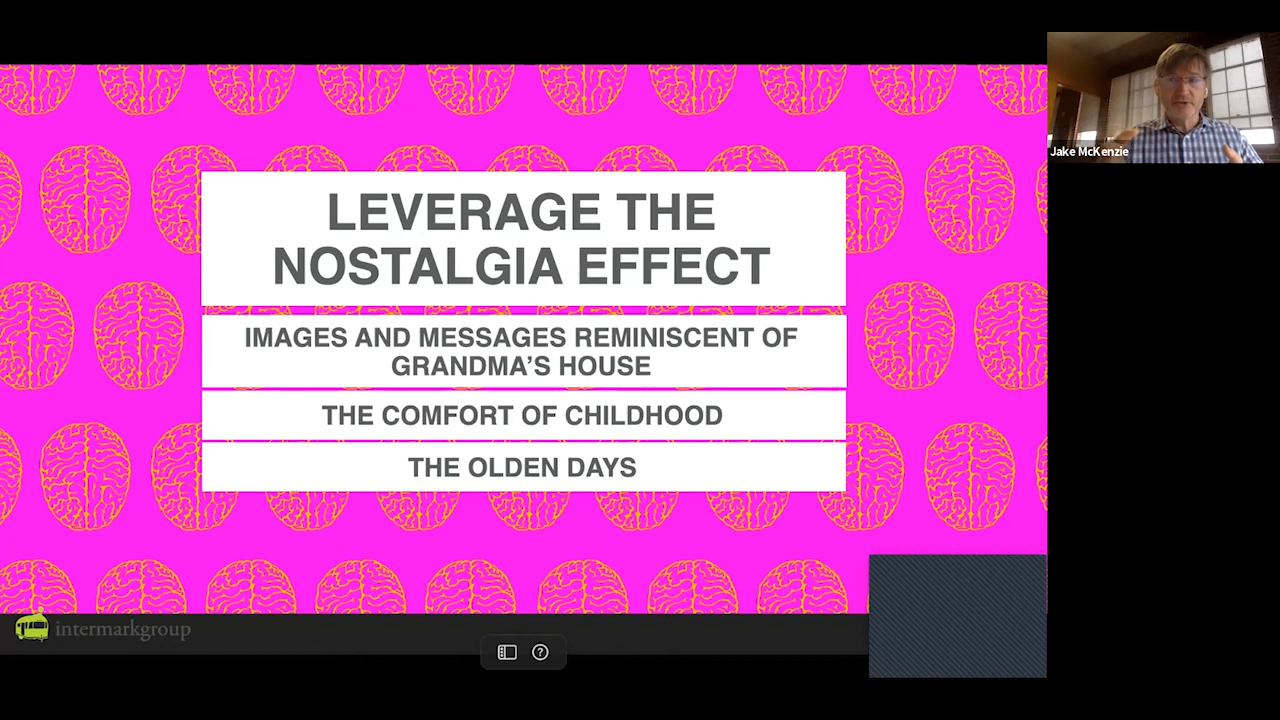 LEVERAGE THE
NOSTALGIA EFFECT
IMAGES AND MESSAGES REMINISCENT OF
GRANDMA’S HOUSE
THE COMFORT OF CHILDHOOD
THE OLDEN DAYS
Jake McKenzie
intermarkgroup
?